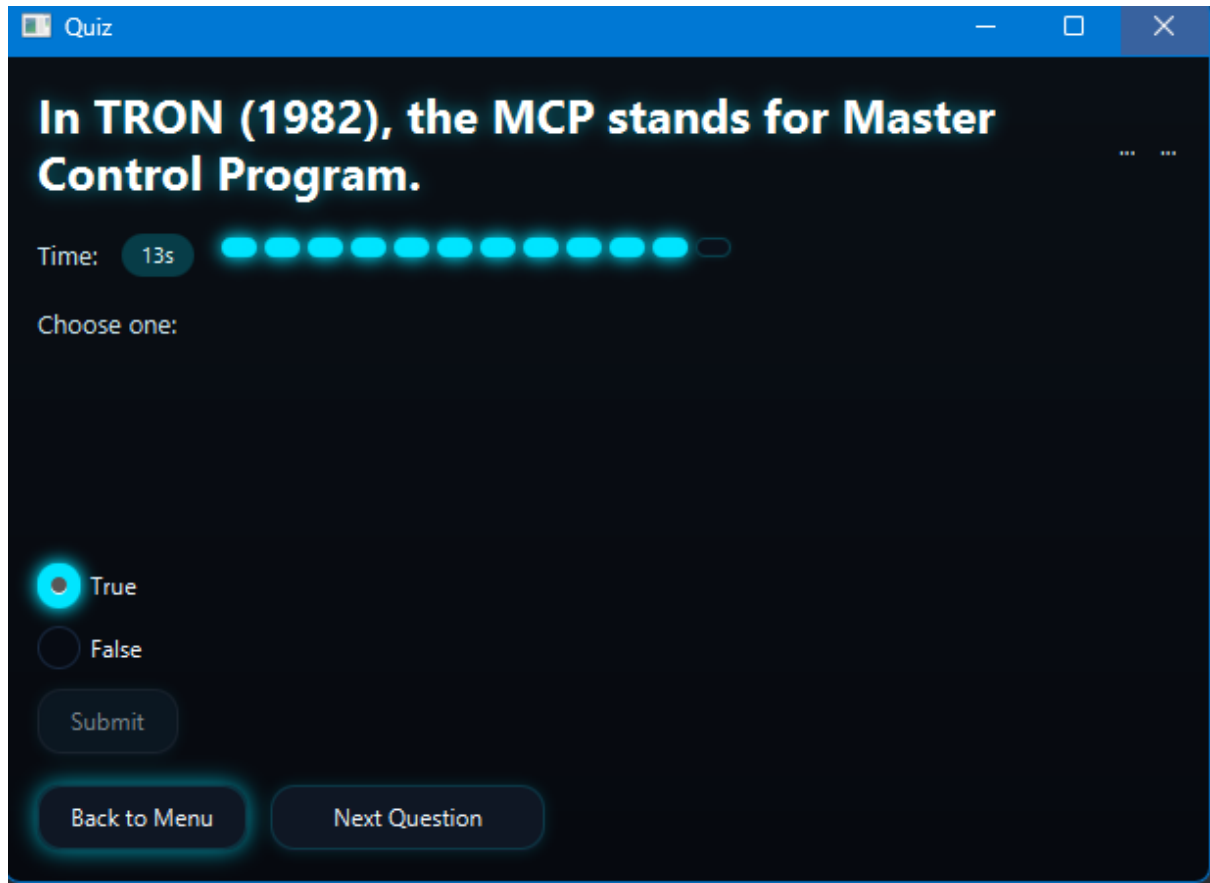 Quiz
In TRON (1982), the MCP stands for Master
Control Program.
... ...
Time: 13s
Choose one:
True
False
Submit
Back to Menu Next Question